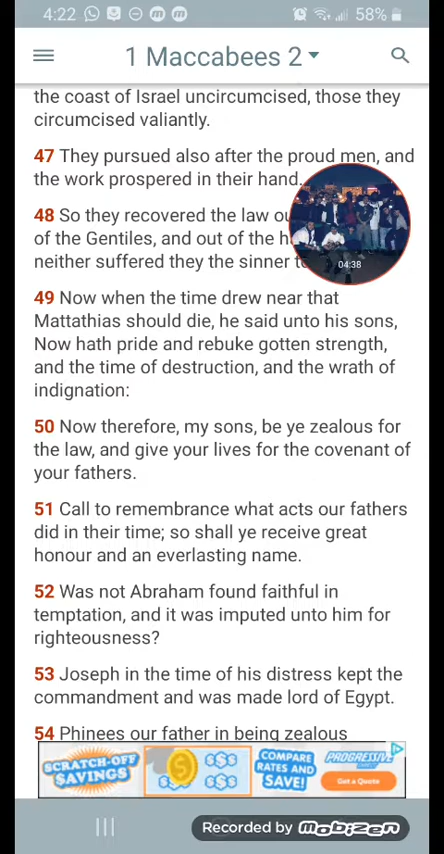 4:22 58%
1 Maccabees 2
the coast of Israel uncircumcised, those they
circumcised valiantly.
47 They pursued also after the proud men, and
the work prospered in their hand.
48 So they recovered the law
of the Gentiles, and out of the
neither suffered they the sinner
04:38
49 Now when the time drew near that
Mattathias should die, he said unto his sons,
Now hath pride and rebuke gotten strength,
and the time of destruction, and the wrath of
indignation:
50 Now therefore, my sons, be ye zealous for
the law, and give your lives for the covenant of
your fathers.
51 Call to remembrance what acts our fathers
did in their time; so shall ye receive great
honour and an everlasting name.
52 Was not Abraham found faithful in
temptation, and it was imputed unto him for
righteousness?
53 Joseph in the time of his distress kept the
commandment and was made lord of Egypt.
54 Phinees our father in being zealous
SCRATCH-OFF
SAVINGS
$
$$$
$$$
$$$
COMPARE
RATES AND
SAVE!
PROGRESSIVE
Get a Quote
Recorded by mobizen